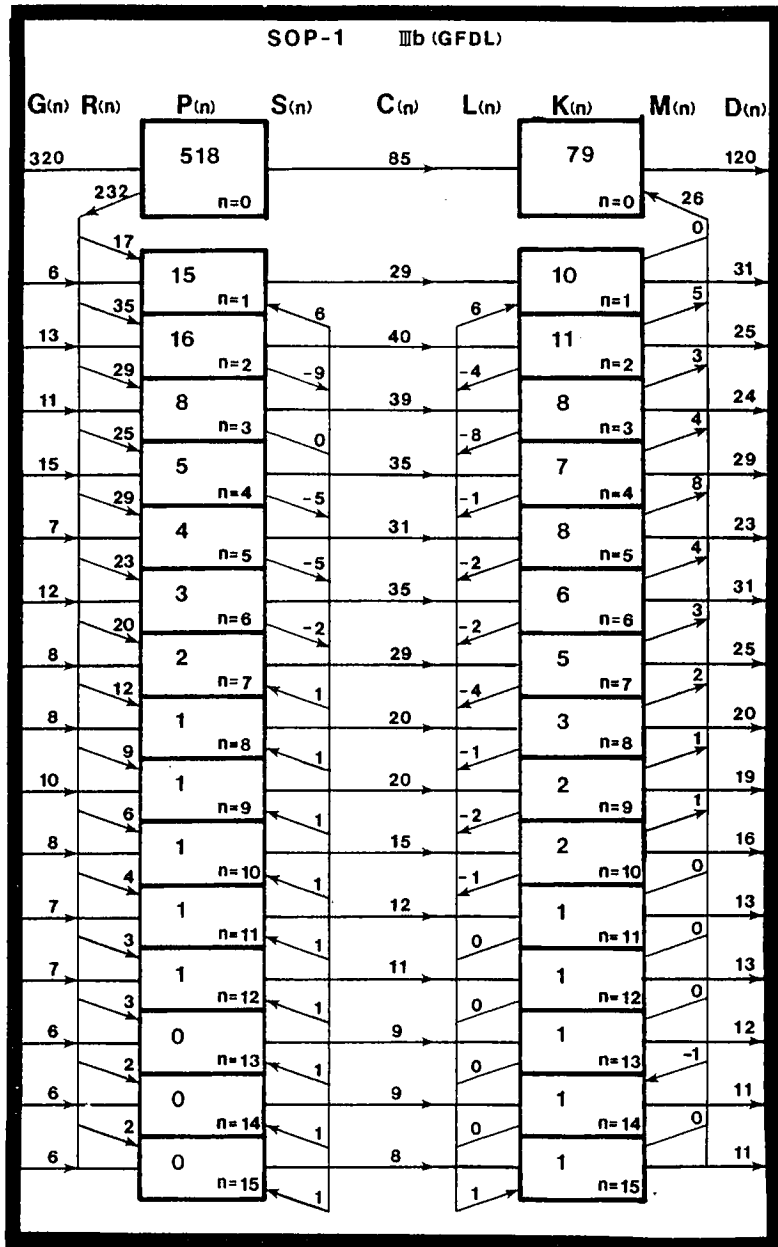 SOP-1 Ⅲb (GFDL)
G(n) R(n) P(n) S(n) C(n) L(n) K(n) M(n) D(n)
320 518 85 79 120
232 n=0 n=0 26
17 0
6 15 29 10 31
35 n=1 6 6 n=1 5
13 16 40 11 25
29 n=2 -9 -4 n=2 3
11 8 39 8 24
25 n=3 0 -8 n=3 4
15 5 35 7 29
29 n=4 -5 -1 n=4 8
7 4 31 8 23
23 n=5 -5 -2 n=5 4
12 3 35 6 31
20 n=6 -2 -2 n=6 3
8 2 29 5 25
12 n=7 1 -4 n=7 2
8 1 20 3 20
9 n=8 1 -1 n=8 1
10 1 20 2 19
6 n=9 1 -2 n=9 1
8 1 15 2 16
4 n=10 1 -1 n=10 0
7 1 12 1 13
3 n=11 1 0 n=11 0
7 1 11 1 13
3 n=12 1 0 n=12 0
6 0 9 1 12
2 n=13 1 0 n=13 -1
6 0 9 1 11
2 n=14 1 0 n=14 0
6 0 8 1 11
n=15 1 1 n=15